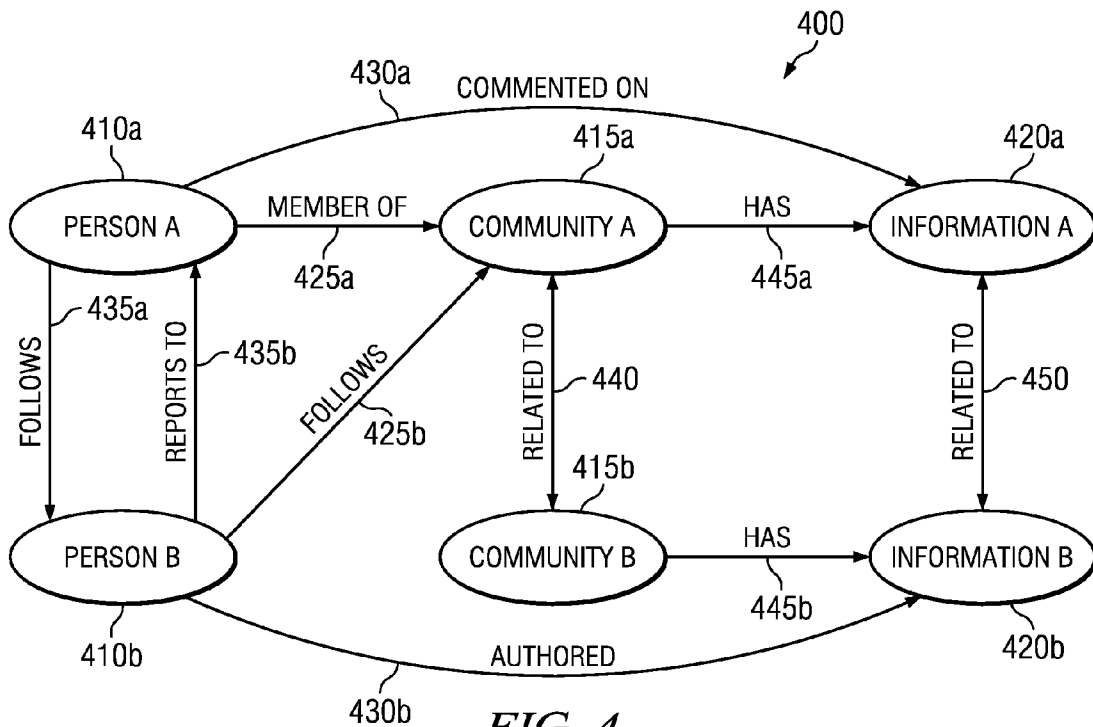 400
430a
COMMENTED ON
410a
415a
420a
PERSON A
MEMBER OF
COMMUNITY A
HAS
INFORMATION A
425a
445a
435a
435b
FOLLOWS
REPORTS TO
FOLLOWS
425b
RELATED TO
440
RELATED TO
450
415b
PERSON B
COMMUNITY B
HAS
INFORMATION B
445b
410b
AUTHORED
420b
430b
FIG. 4